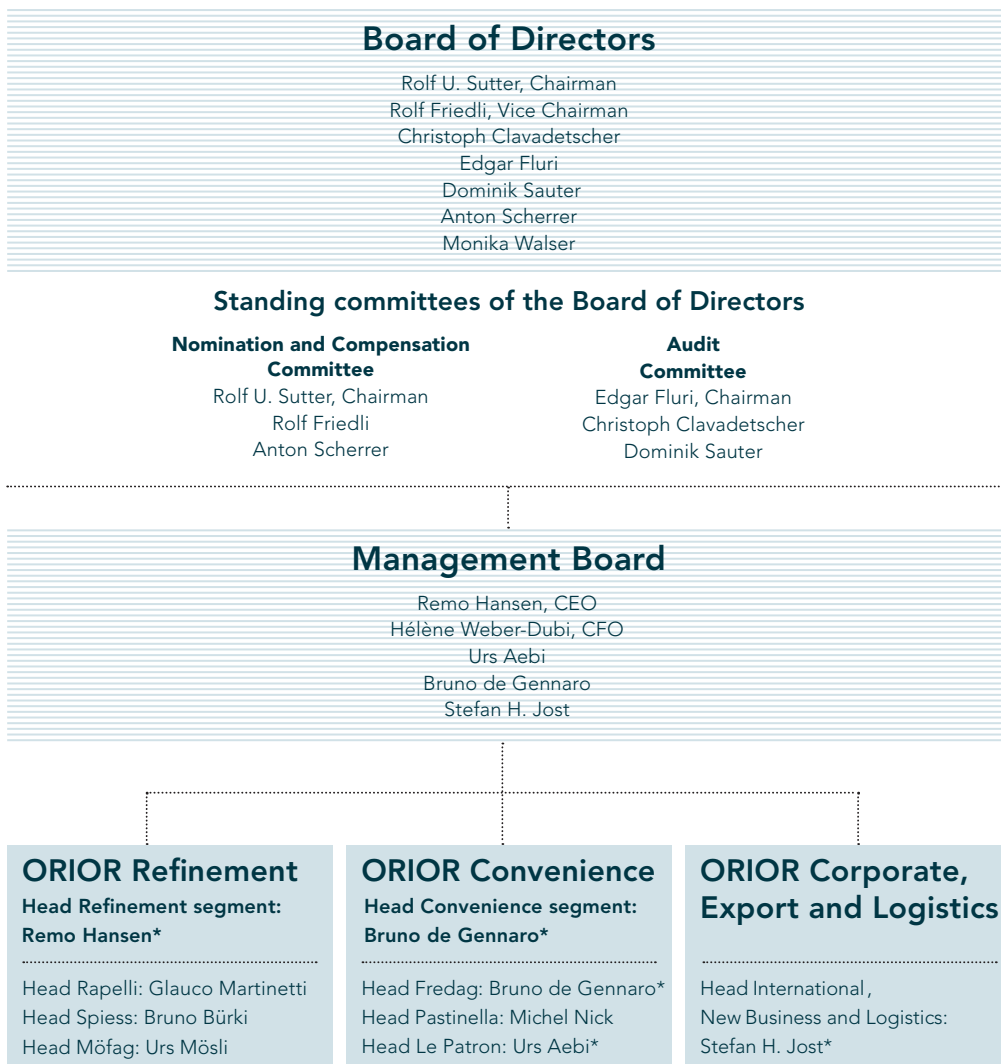 Board of Directors
Rolf U. Sutter, Chairman
Rolf Friedli, Vice Chairman
Christoph Clavadetscher
Edgar Fluri
Dominik Sauter
Anton Scherrer
Monika Walser
Standing committees of the Board of Directors
Nomination and Compensation
Committee
Rolf U. Sutter, Chairman
Rolf Friedli
Anton Scherrer
Audit
Committee
Edgar Fluri, Chairman
Christoph Clavadetscher
Dominik Sauter
Management Board
Remo Hansen, CEO
Hélène Weber-Dubi, CFO
Urs Aebi
Bruno de Gennaro
Stefan H. Jost
ORIOR Refinement
Head Refinement segment:
Remo Hansen*
Head Rapelli: Glauco Martinetti
Head Spiess: Bruno Bürki
Head Möfag: Urs Mösli
ORIOR Convenience
Head Convenience segment:
Bruno de Gennaro*
Head Fredag: Bruno de Gennaro*
Head Pastinella: Michel Nick
Head Le Patron: Urs Aebi*
ORIOR Corporate,
Export and Logistics
Head International,
New Business and Logistics:
Stefan H. Jost*